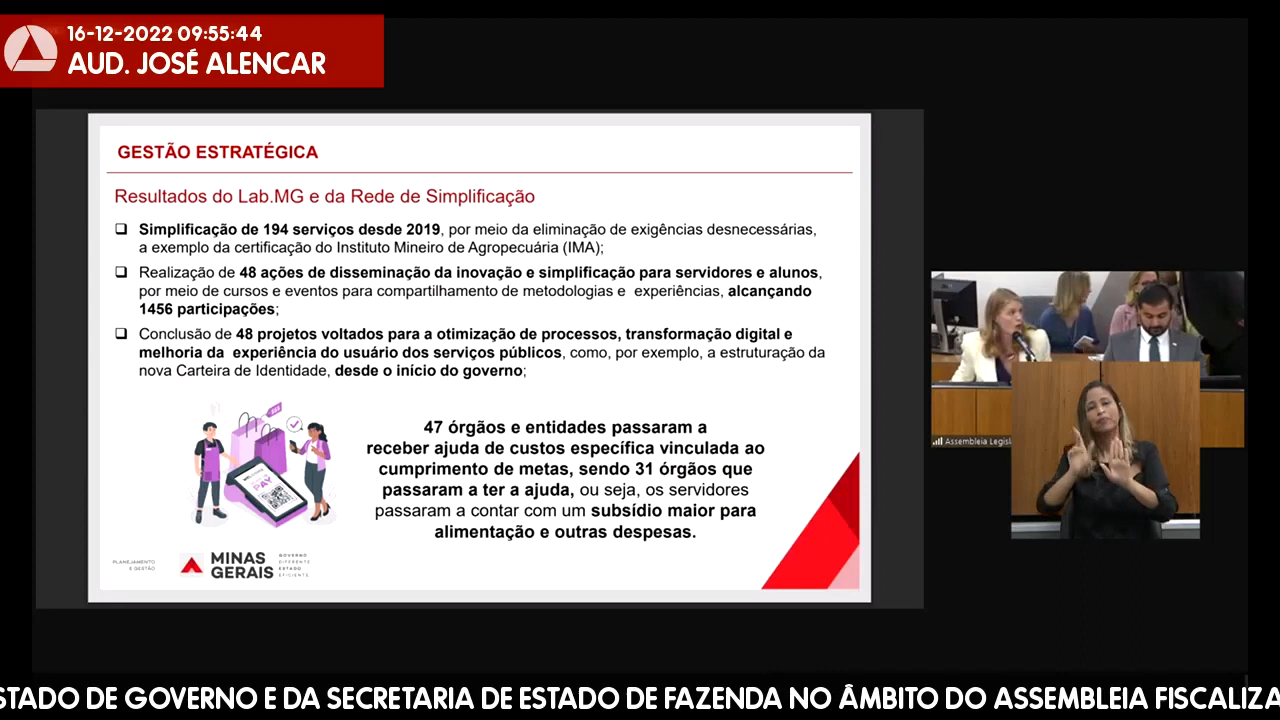 16-12-2022 09:55:44
AUD. JOSÉ ALENCAR
GESTÃO ESTRATÉGICA
Resultados do Lab.MG e da Rede de Simplificação
Simplificação de 194 serviços desde 2019, por meio da eliminação de exigências desnecessárias,
a exemplo da certificação do Instituto Mineiro de Agropecuária (IMA);
Realização de 48 ações de disseminação da inovação e simplificação para servidores e alunos,
por meio de cursos e eventos para compartilhamento de metodologias e experiências, alcançando
1456 participações;
Conclusão de 48 projetos voltados para a otimização de processos, transformação digital e
melhoria da experiência do usuário dos serviços públicos, como, por exemplo, a estruturação da
nova Carteira de Identidade, desde o início do governo;
47 órgãos e entidades passaram a
receber ajuda de custos específica vinculada ao
cumprimento de metas, sendo 31 órgãos que
passaram a ter a ajuda, ou seja, os servidores
passaram a contar com um subsídio maior para
alimentação e outras despesas.
PAY
PLANEJAMENTO
E GESTÃO
MINAS
GERAIS
GOVERNO
DIFERENTE
ESTADO
EFICIENTE
Assembleia Legisl
STADO DE GOVERNO E DA SECRETARIA DE ESTADO DE FAZENDA NO ÂMBITO DO ASSEMBLEIA FISCALIZA